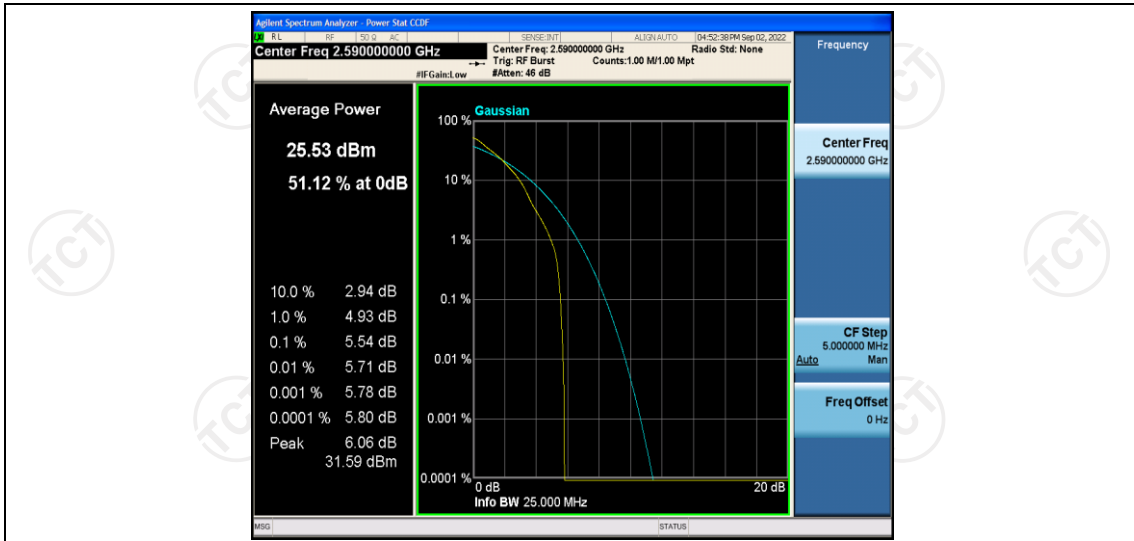 Agilent Spectrum Analyzer - Power Stat CCDF
LXI RL RF 50 Ω AC SENSE:INT ALIGN AUTO 04:52:38 PM Sep 02, 2022
Center Freq 2.590000000 GHz
Center Freq: 2.590000000 GHz
Radio Std: None
Trig: RF Burst
Counts:1.00 M/1.00 Mpt
#IFGain:Low
#Atten: 46 dB
Frequency
Average Power
25.53 dBm
51.12 % at 0dB
10.0 % 2.94 dB
1.0 % 4.93 dB
0.1 % 5.54 dB
0.01 % 5.71 dB
0.001 % 5.78 dB
0.0001 % 5.80 dB
Peak 6.06 dB
31.59 dBm
Gaussian
100 %
10 %
1 %
0.1 %
0.01 %
0.001 %
0.0001 %
0 dB
20 dB
Info BW 25.000 MHz
Center Freq
2.590000000 GHz
CF Step
5.000000 MHz
Auto Man
Freq Offset
0 Hz
MSG
STATUS
TCT
TCT
TCT
TCT
TCT
TCT